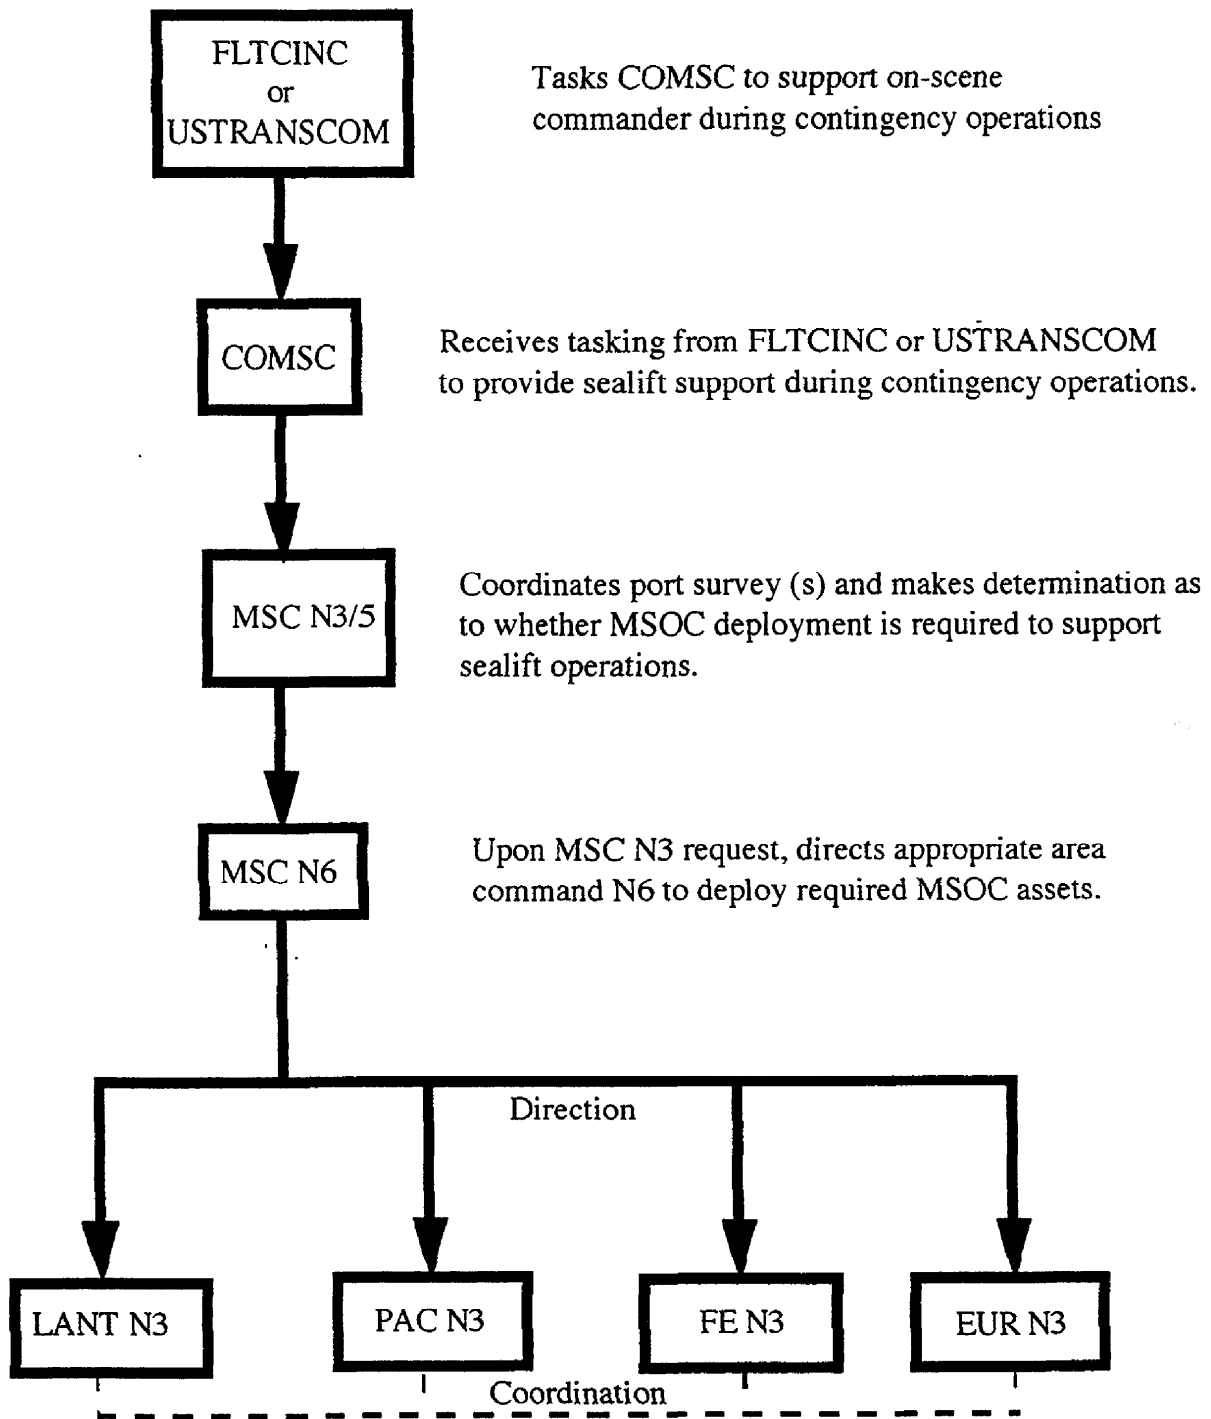 FLTCINC
or
USTRANSCOM
Tasks COMSC to support on-scene
commander during contingency operations
COMSC
Receives tasking from FLTCINC or USTRANSCOM
to provide sealift support during contingency operations.
MSC N3/5
Coordinates port survey (s) and makes determination as
to whether MSOC deployment is required to support
sealift operations.
MSC N6
Upon MSC N3 request, directs appropriate area
command N6 to deploy required MSOC assets.
Direction
LANT N3
PAC N3
FE N3
EUR N3
Coordination